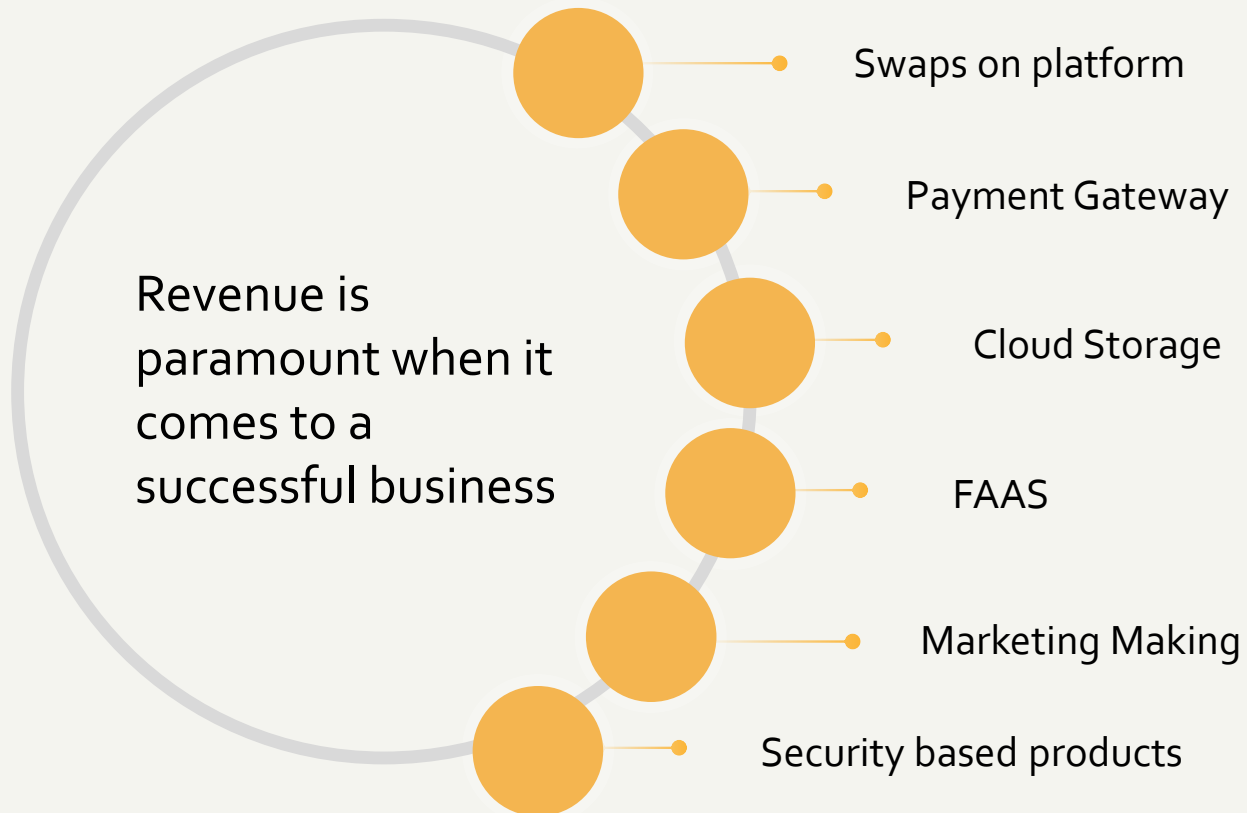 Revenue is
paramount when it
comes to a
successful business
Swaps on platform
Payment Gateway
Cloud Storage
FAAS
Marketing Making
Security based products